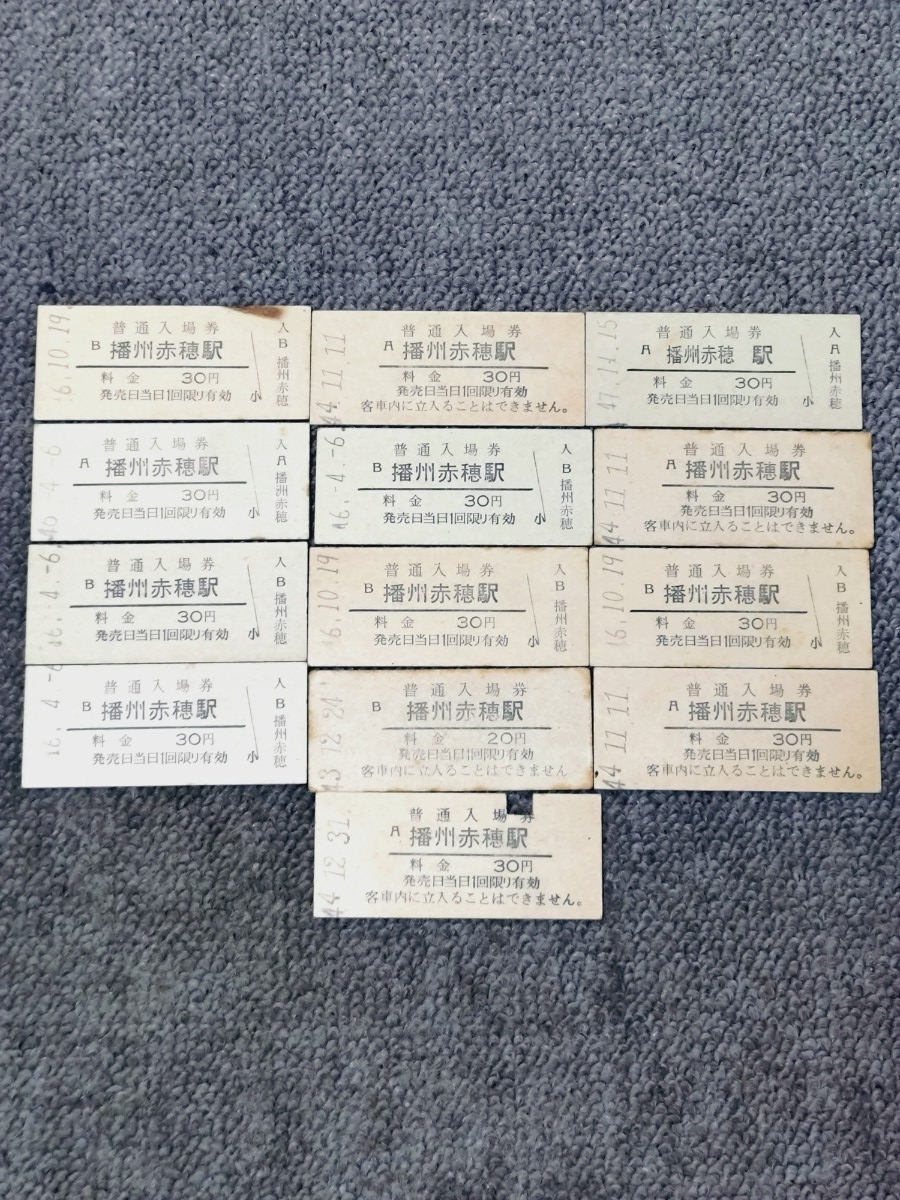 6.10.19
普通入場券
B 播州赤穂駅
料金 30円
発売日当日1回限り有効
小
人 B 播州赤穂
44.11.11
普通入場券
A 播州赤穂駅
料金 30円
発売日当日1回限り有効
客車内に立入ることはできません。
47.11.15
普通入場券
A 播州赤穂 駅
料金 30円
発売日当日1回限り有効
小
人 A 播州赤穂
46.-4.-6
普通入場券
A 播州赤穂駅
料金 30円
発売日当日1回限り有効
小
人 A 播洲赤穂
46.-4.-6
普通入場券
B 播州赤穂駅
料金 30円
発売日当日1回限り有効
小
人 B 播州赤穂
44.11.11
普通入場券
A 播州赤穂駅
料金 30円
発売日当日1回限り有効
客車内に立入ることはできません。
46.-4.-6
普通入場券
B 播州赤穂駅
料金 30円
発売日当日1回限り有効
小
人 B 播州赤穂
6.10.19
普通入場券
B 播州赤穂駅
料金 30円
発売日当日1回限り有効
小
人 B 播州赤穂
6.10.19
普通入場券
B 播州赤穂駅
料金 30円
発売日当日1回限り有効
小
人 B 播州赤穂
46.-4.-6
普通入場券
B 播州赤穂駅
料金 30円
発売日当日1回限り有効
小
人 B 播州赤穂
43.12.24
普通入場券
B 播州赤穂駅
料金 20円
発売日当日1回限り有効
客車内に立入ることはできません
44.11.11
普通入場券
A 播州赤穂駅
料金 30円
発売日当日1回限り有効
客車内に立入ることはできません。
44.12.31
普通入場券
A 播州赤穂駅
料金 30円
発売日当日1回限り有効
客車内に立入ることはできません。